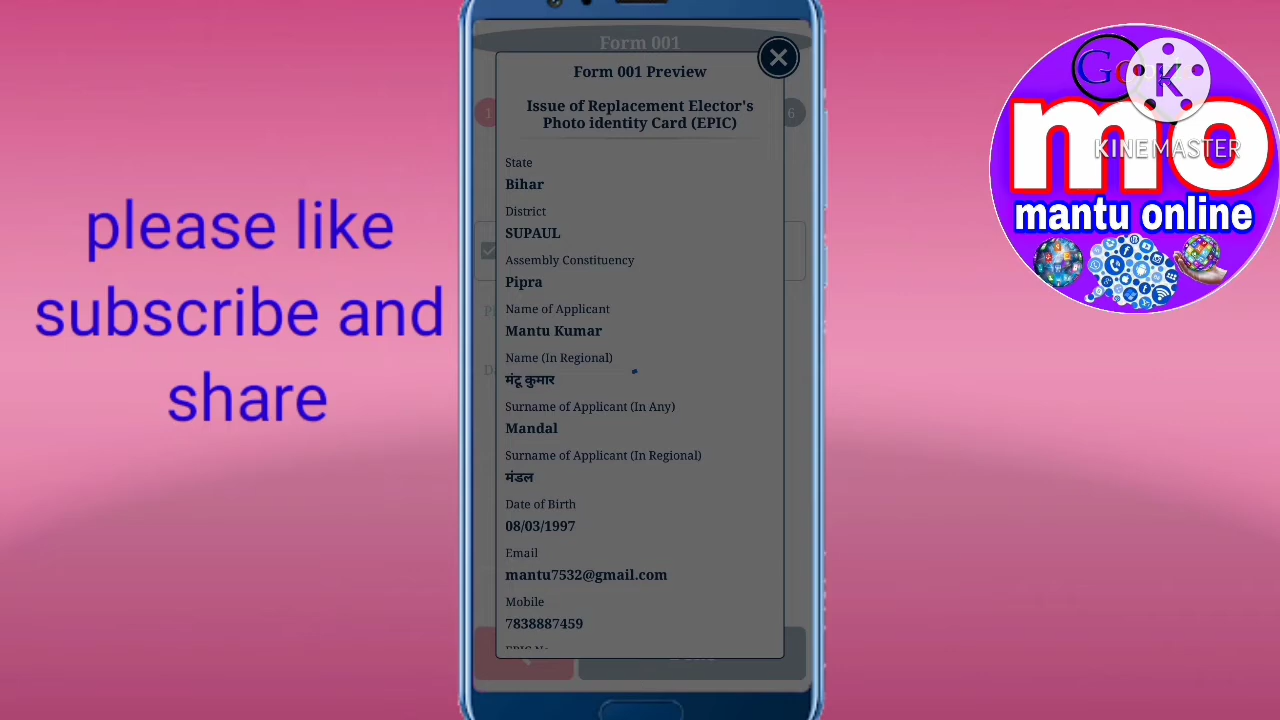 please like
subscribe and
share
Form 001
Form 001 Preview
1
6
Issue of Replacement Elector's
Photo identity Card (EPIC)
State
Bihar
District
SUPAUL
Assembly Constituency
Pipra
Name of Applicant
Mantu Kumar
Name (In Regional)
मंटू कुमार
Surname of Applicant (In Any)
Mandal
Surname of Applicant (In Regional)
मंडल
Date of Birth
08/03/1997
Email
mantu7532@gmail.com
Mobile
7838887459
K
KINEMASTER
mo
mantu online